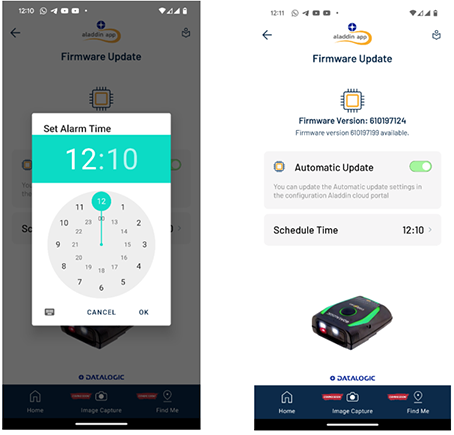 12:10
aladdin app
Firmware Update
Set Alarm Time
12:10
12
11
1
00
23
13
10
22
14
2
9
21
15
3
20
16
8
4
19
17
18
7
5
6
CANCEL
OK
DATALOGIC
Home
Image Capture
Find Me
12:11
aladdin app
Firmware Update
Firmware Version: 610197124
Firmware version 610197199 available.
Automatic Update
You can update the Automatic update settings in
the configuration Aladdin cloud portal
Schedule Time
12:10
DATALOGIC
Home
Image Capture
Find Me